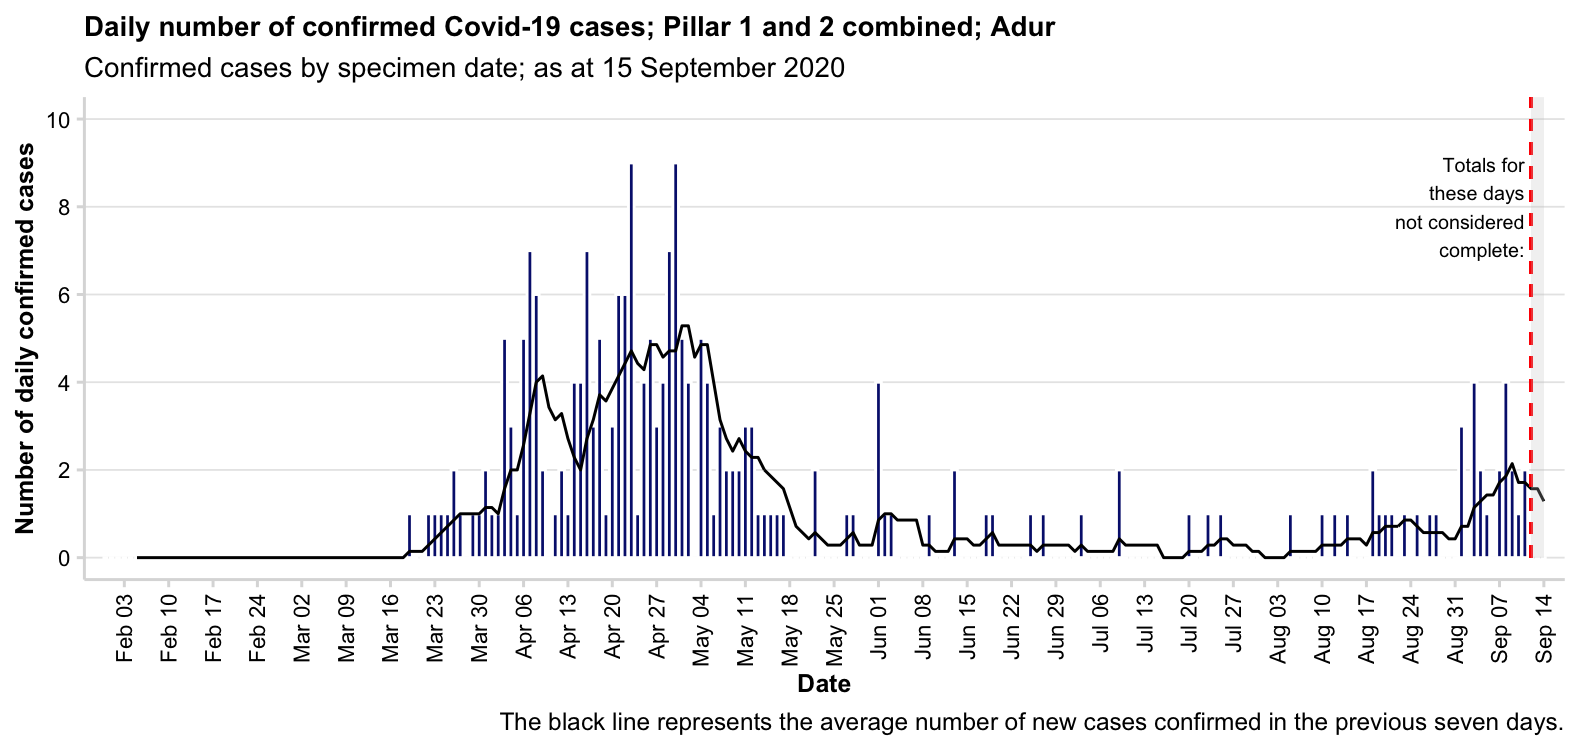 Daily number of confirmed Covid-19 cases; Pillar 1 and 2 combined; Adur
Confirmed cases by specimen date; as at 15 September 2020
Number of daily confirmed cases
10
8
6
4
2
0
Totals for
these days
not considered
complete:
Feb 03
Feb 10
Feb 17
Feb 24
Mar 02
Mar 09
Mar 16
Mar 23
Mar 30
Apr 06
Apr 13
Apr 20
Apr 27
May 04
May 11
May 18
May 25
Jun 01
Jun 08
Jun 15
Jun 22
Jun 29
Jul 06
Jul 13
Jul 20
Jul 27
Aug 03
Aug 10
Aug 17
Aug 24
Aug 31
Sep 07
Sep 14
Date
The black line represents the average number of new cases confirmed in the previous seven days.